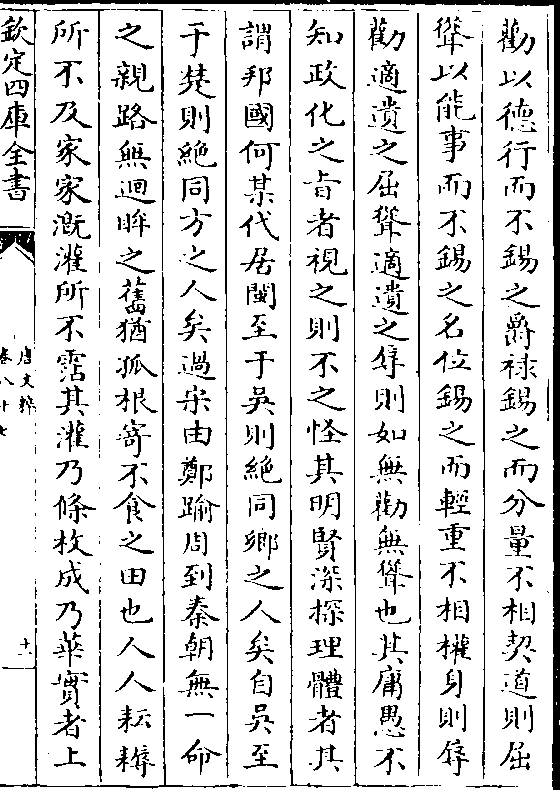 勸以德行而不錫之爵祿錫之而分量不相契道則屈
聳以能事而不錫之名位錫之而輕重不相權身則辱
勸適遺之屈聳適遺之辱則如無勸無聳也其庸愚不
知政化之旨者視之則不之怪其明賢深探理體者其
謂邦國何某代居閩至于吳則絶同卿之人矣自吳至
于楚則絶同方之人矣過宋由鄭踰周到秦朝無一命
之親路無迴眸之舊猶孤根寄不食之田也人人耘耨
所不及家家溉灌所不霑其灌乃條枚成乃華實者上
欽定四庫全書
唐文粹
卷八十七
十一